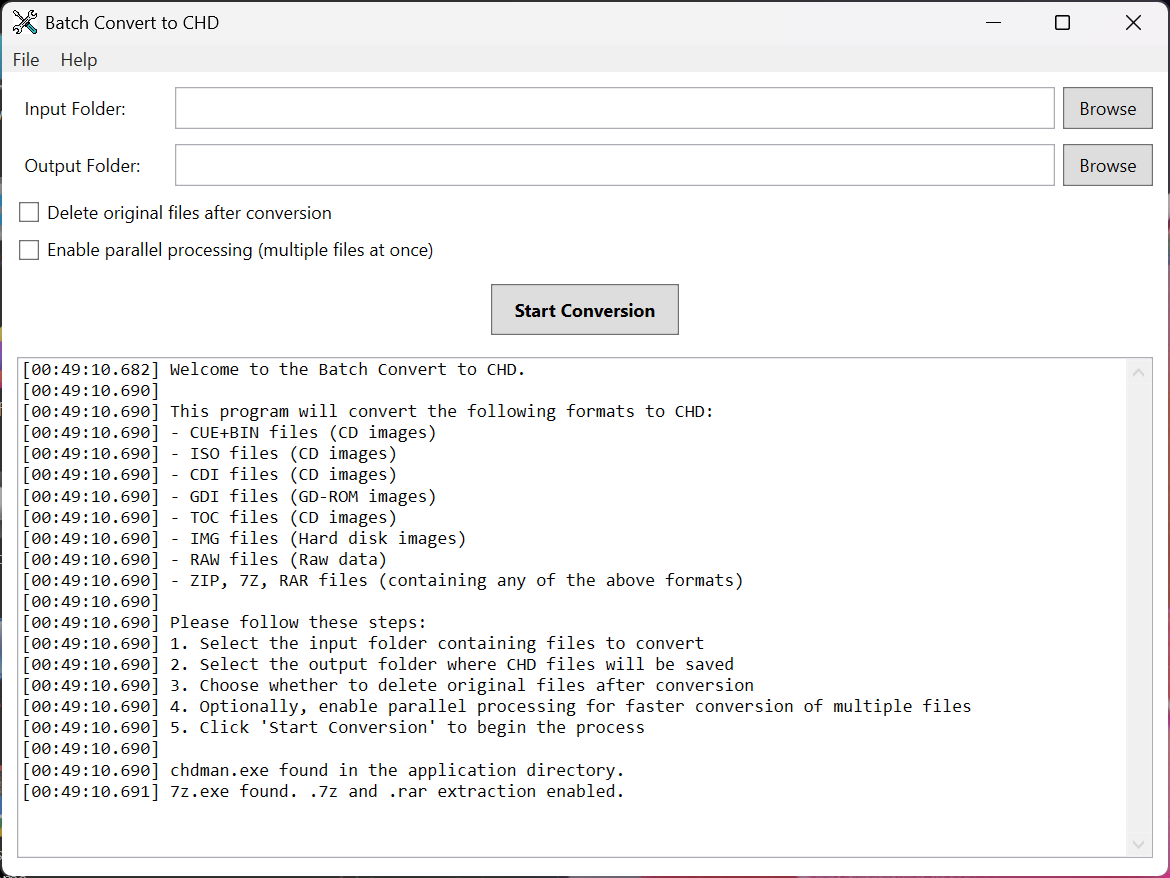 Batch Convert to CHD
File Help
Input Folder: Browse
Output Folder: Browse
Delete original files after conversion
Enable parallel processing (multiple files at once)
Start Conversion
[00:49:10.682] Welcome to the Batch Convert to CHD.
[00:49:10.690]
[00:49:10.690] This program will convert the following formats to CHD:
[00:49:10.690] - CUE+BIN files (CD images)
[00:49:10.690] - ISO files (CD images)
[00:49:10.690] - CDI files (CD images)
[00:49:10.690] - GDI files (GD-ROM images)
[00:49:10.690] - TOC files (CD images)
[00:49:10.690] - IMG files (Hard disk images)
[00:49:10.690] - RAW files (Raw data)
[00:49:10.690] - ZIP, 7Z, RAR files (containing any of the above formats)
[00:49:10.690]
[00:49:10.690] Please follow these steps:
[00:49:10.690] 1. Select the input folder containing files to convert
[00:49:10.690] 2. Select the output folder where CHD files will be saved
[00:49:10.690] 3. Choose whether to delete original files after conversion
[00:49:10.690] 4. Optionally, enable parallel processing for faster conversion of multiple files
[00:49:10.690] 5. Click 'Start Conversion' to begin the process
[00:49:10.690]
[00:49:10.690] chdman.exe found in the application directory.
[00:49:10.691] 7z.exe found. .7z and .rar extraction enabled.